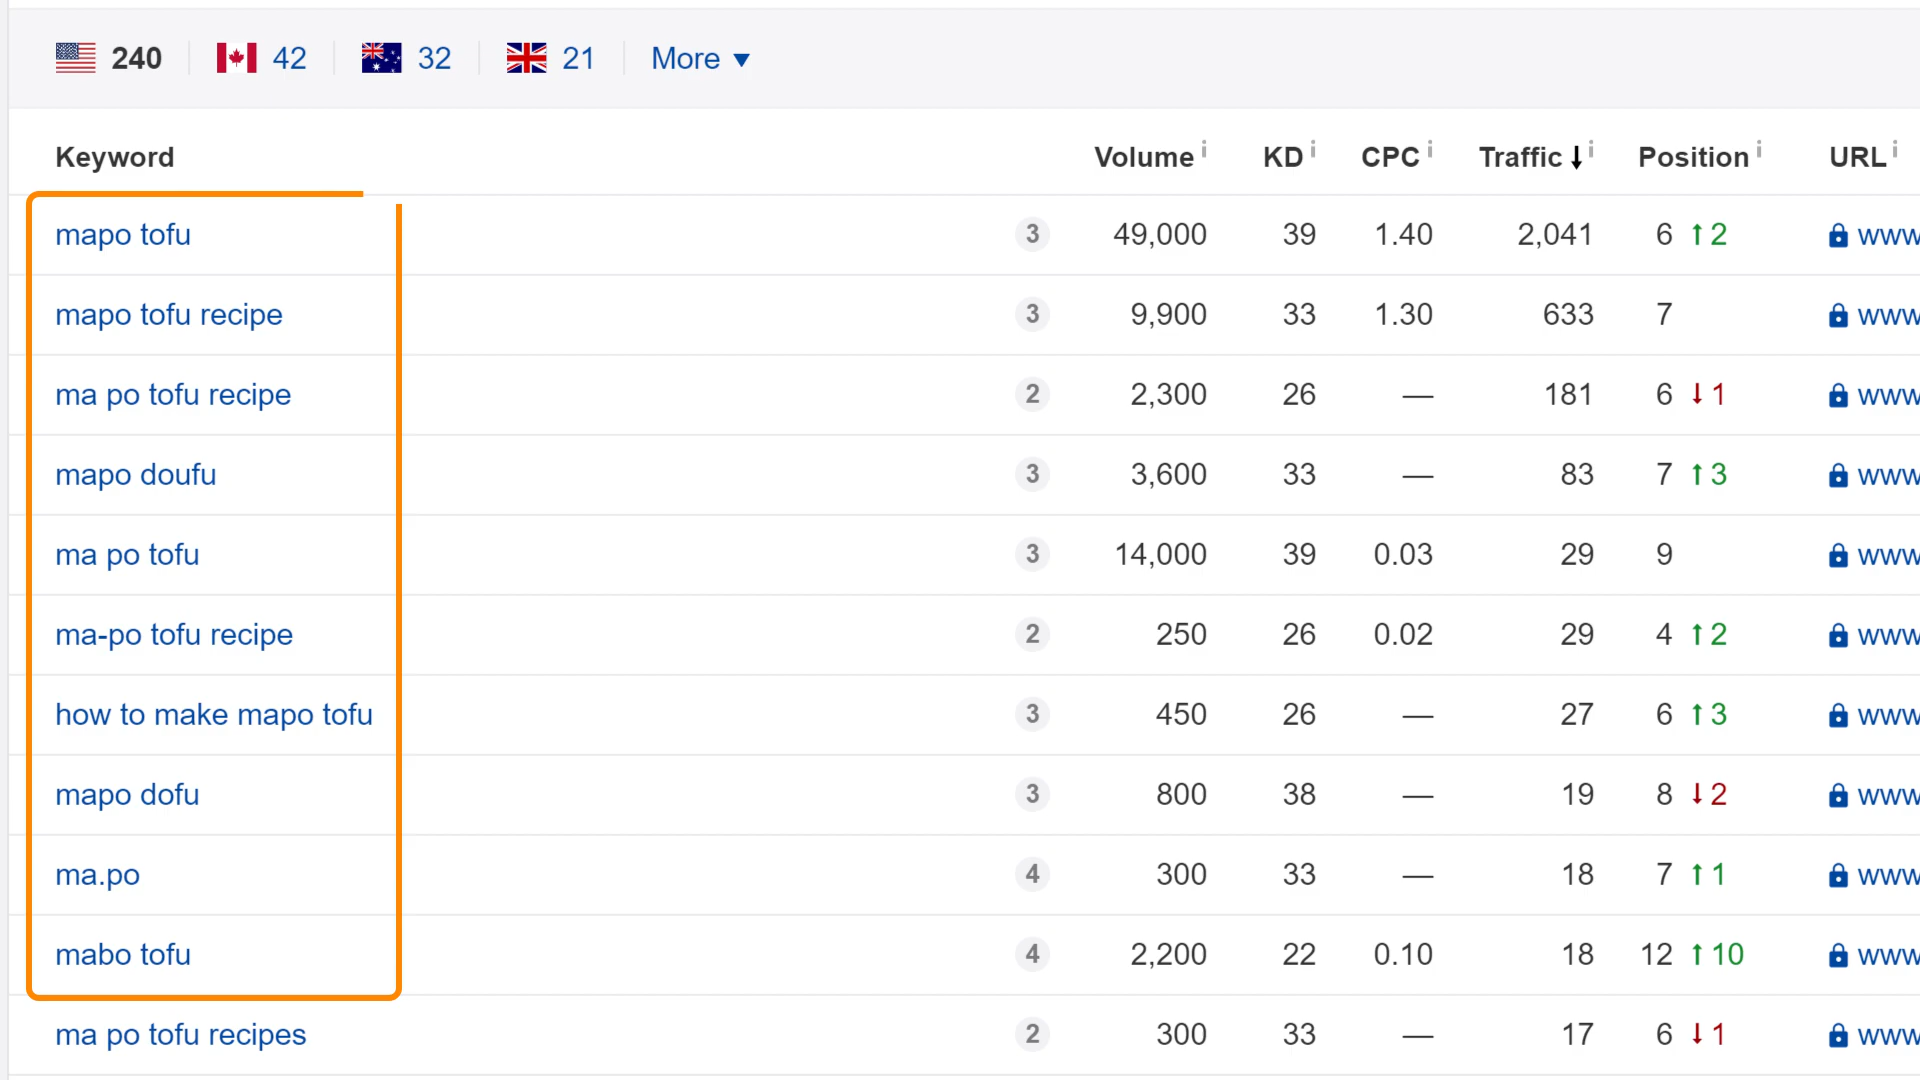 240 42 32 21 More ▼
Keyword Volume i KD i CPC i Traffic ↓ i Position i URL i
mapo tofu 3 49,000 39 1.40 2,041 6 ↑2 www
mapo tofu recipe 3 9,900 33 1.30 633 7 www
ma po tofu recipe 2 2,300 26 — 181 6 ↓1 www
mapo doufu 3 3,600 33 — 83 7 ↑3 www
ma po tofu 3 14,000 39 0.03 29 9 www
ma-po tofu recipe 2 250 26 0.02 29 4 ↑2 www
how to make mapo tofu 3 450 26 — 27 6 ↑3 www
mapo dofu 3 800 38 — 19 8 ↓2 www
ma.po 4 300 33 — 18 7 ↑1 www
mabo tofu 4 2,200 22 0.10 18 12 ↑10 www
ma po tofu recipes 2 300 33 — 17 6 ↓1 www